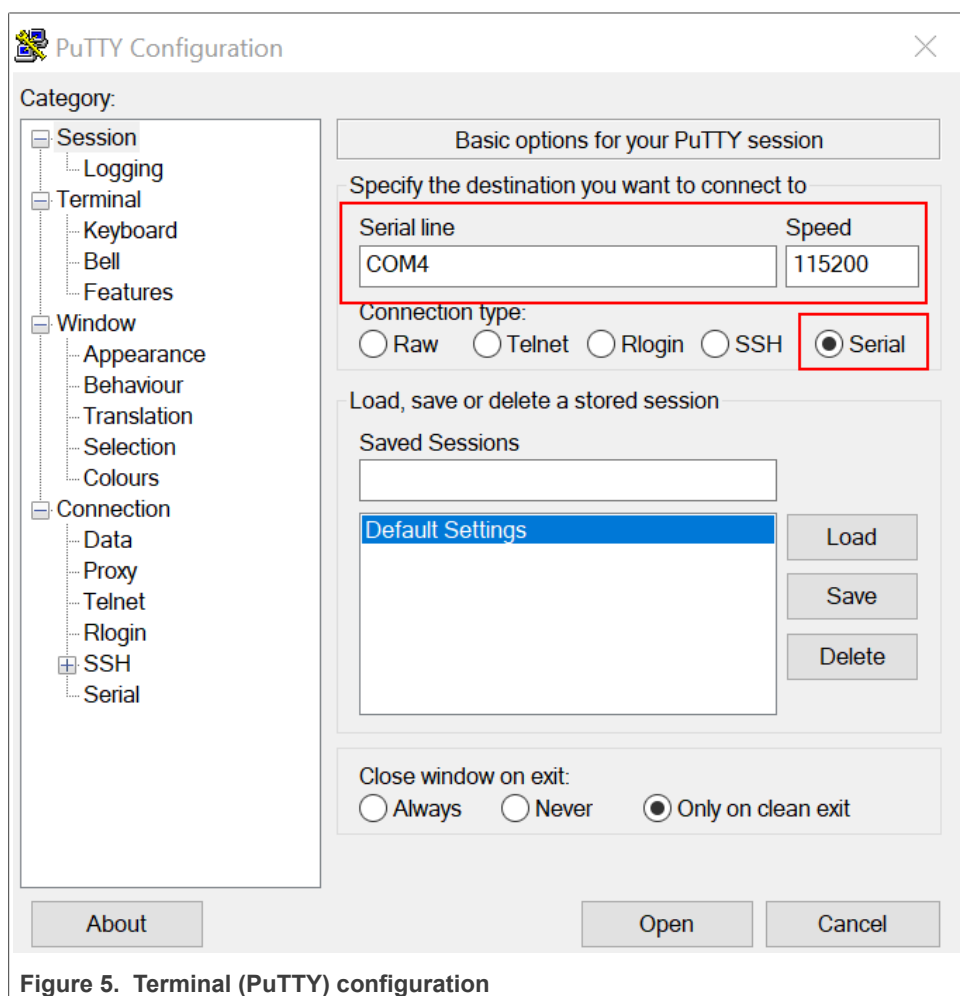 PuTTY Configuration
Category:
Session
Logging
Terminal
Keyboard
Bell
Features
Window
Appearance
Behaviour
Translation
Selection
Colours
Connection
Data
Proxy
Telnet
Rlogin
SSH
Serial
Basic options for your PuTTY session
Specify the destination you want to connect to
Serial line Speed
COM4 115200
Connection type:
Raw Telnet Rlogin SSH Serial
Load, save or delete a stored session
Saved Sessions
Default Settings
Load
Save
Delete
Close window on exit:
Always Never Only on clean exit
About Open Cancel
Figure 5. Terminal (PuTTY) configuration